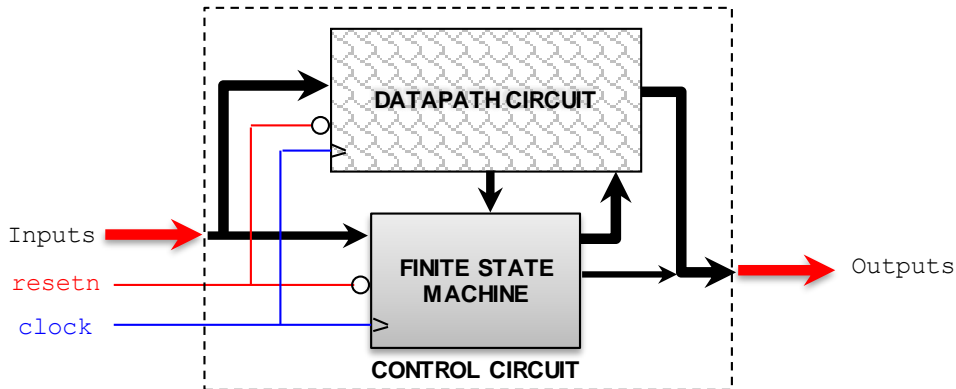 DATAPATH CIRCUIT
Inputs
FINITE STATE
MACHINE
Outputs
resetn
clock
CONTROL CIRCUIT